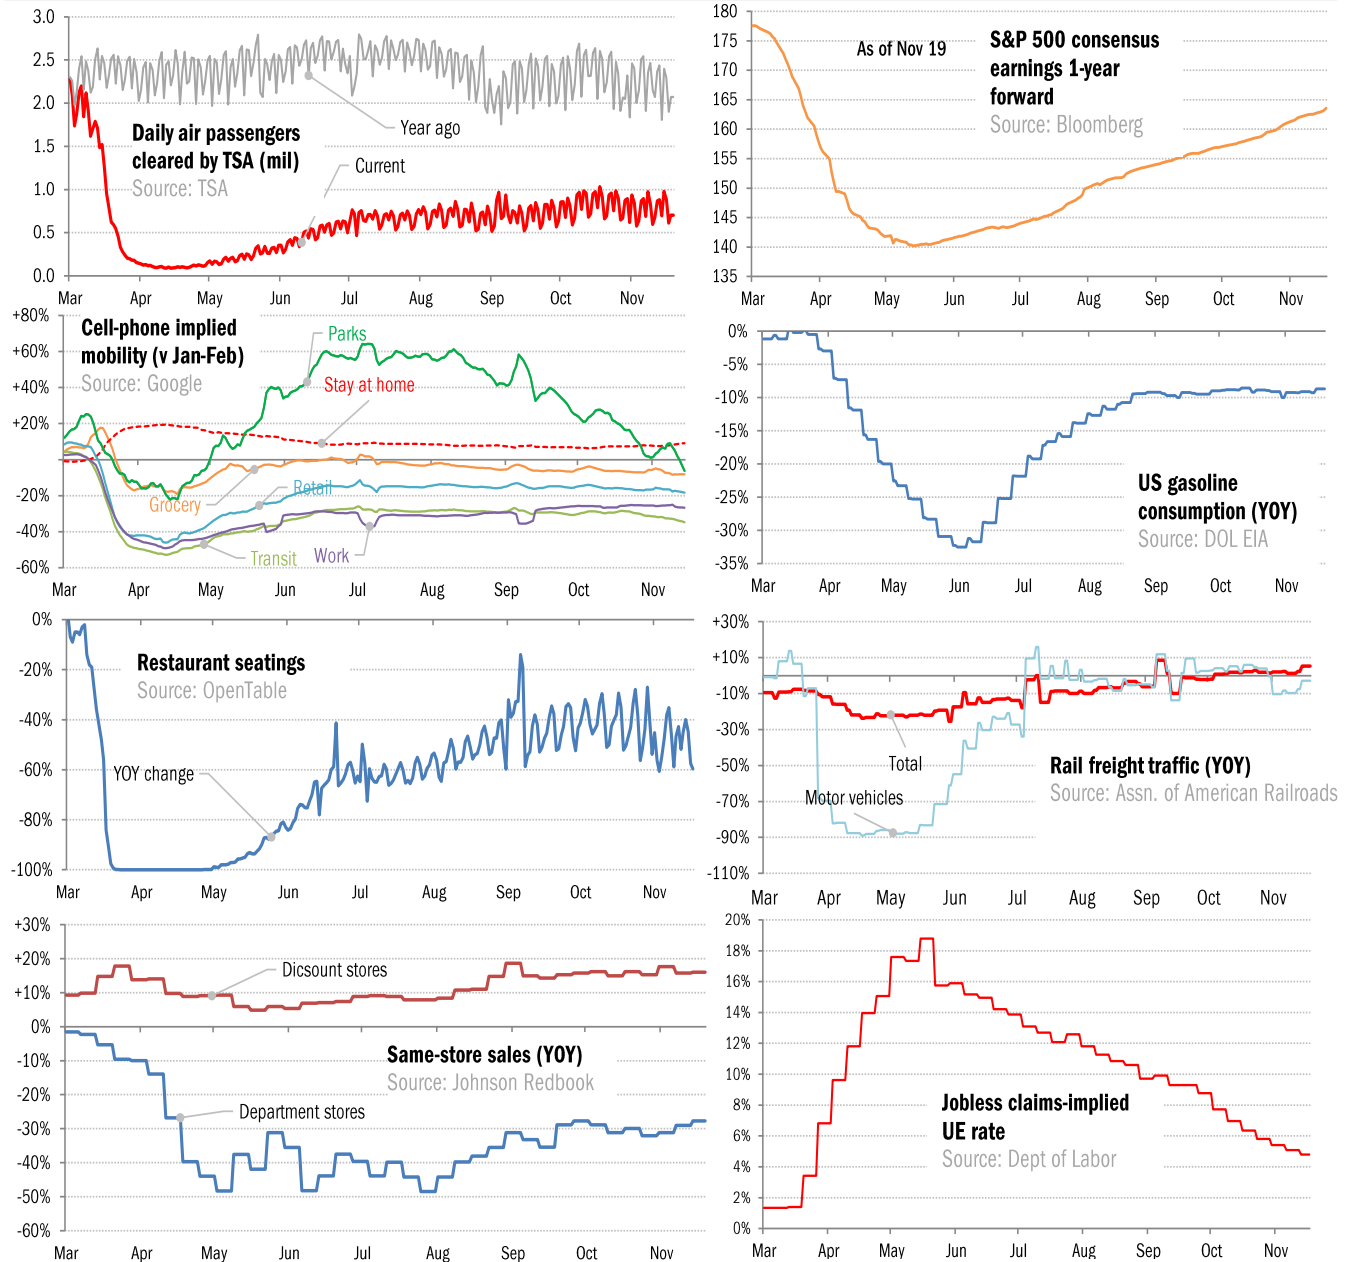 3.0
2.5
2.0
1.5
1.0
0.5
0.0
Daily air passengers
cleared by TSA (mil)
Source: TSA
Year ago
Current
Mar Apr May Jun Jul Aug Sep Oct Nov
180
175
170
165
160
155
150
145
140
135
As of Nov 19
S&P 500 consensus
earnings 1-year
forward
Source: Bloomberg
Mar Apr May Jun Jul Aug Sep Oct Nov
+80%
+60%
+40%
+20%
-20%
-40%
-60%
Cell-phone implied
mobility (v Jan-Feb)
Source: Google
Parks
Stay at home
Grocery
Retail
Transit
Work
Mar Apr May Jun Jul Aug Sep Oct Nov
0%
-5%
-10%
-15%
-20%
-25%
-30%
-35%
US gasoline
consumption (YOY)
Source: DOL EIA
Mar Apr May Jun Jul Aug Sep Oct Nov
0%
-20%
-40%
-60%
-80%
-100%
Restaurant seatings
Source: OpenTable
YOY change
Mar Apr May Jun Jul Aug Sep Oct Nov
+30%
+10%
-10%
-30%
-50%
-70%
-90%
-110%
Total
Motor vehicles
Rail freight traffic (YOY)
Source: Assn. of American Railroads
Mar Apr May Jun Jul Aug Sep Oct Nov
+30%
+20%
+10%
0%
-10%
-20%
-30%
-40%
-50%
-60%
Dicsount stores
Same-store sales (YOY)
Source: Johnson Redbook
Department stores
Mar Apr May Jun Jul Aug Sep Oct Nov
20%
18%
16%
14%
12%
10%
8%
6%
4%
2%
0%
Jobless claims-implied
UE rate
Source: Dept of Labor
Mar Apr May Jun Jul Aug Sep Oct Nov